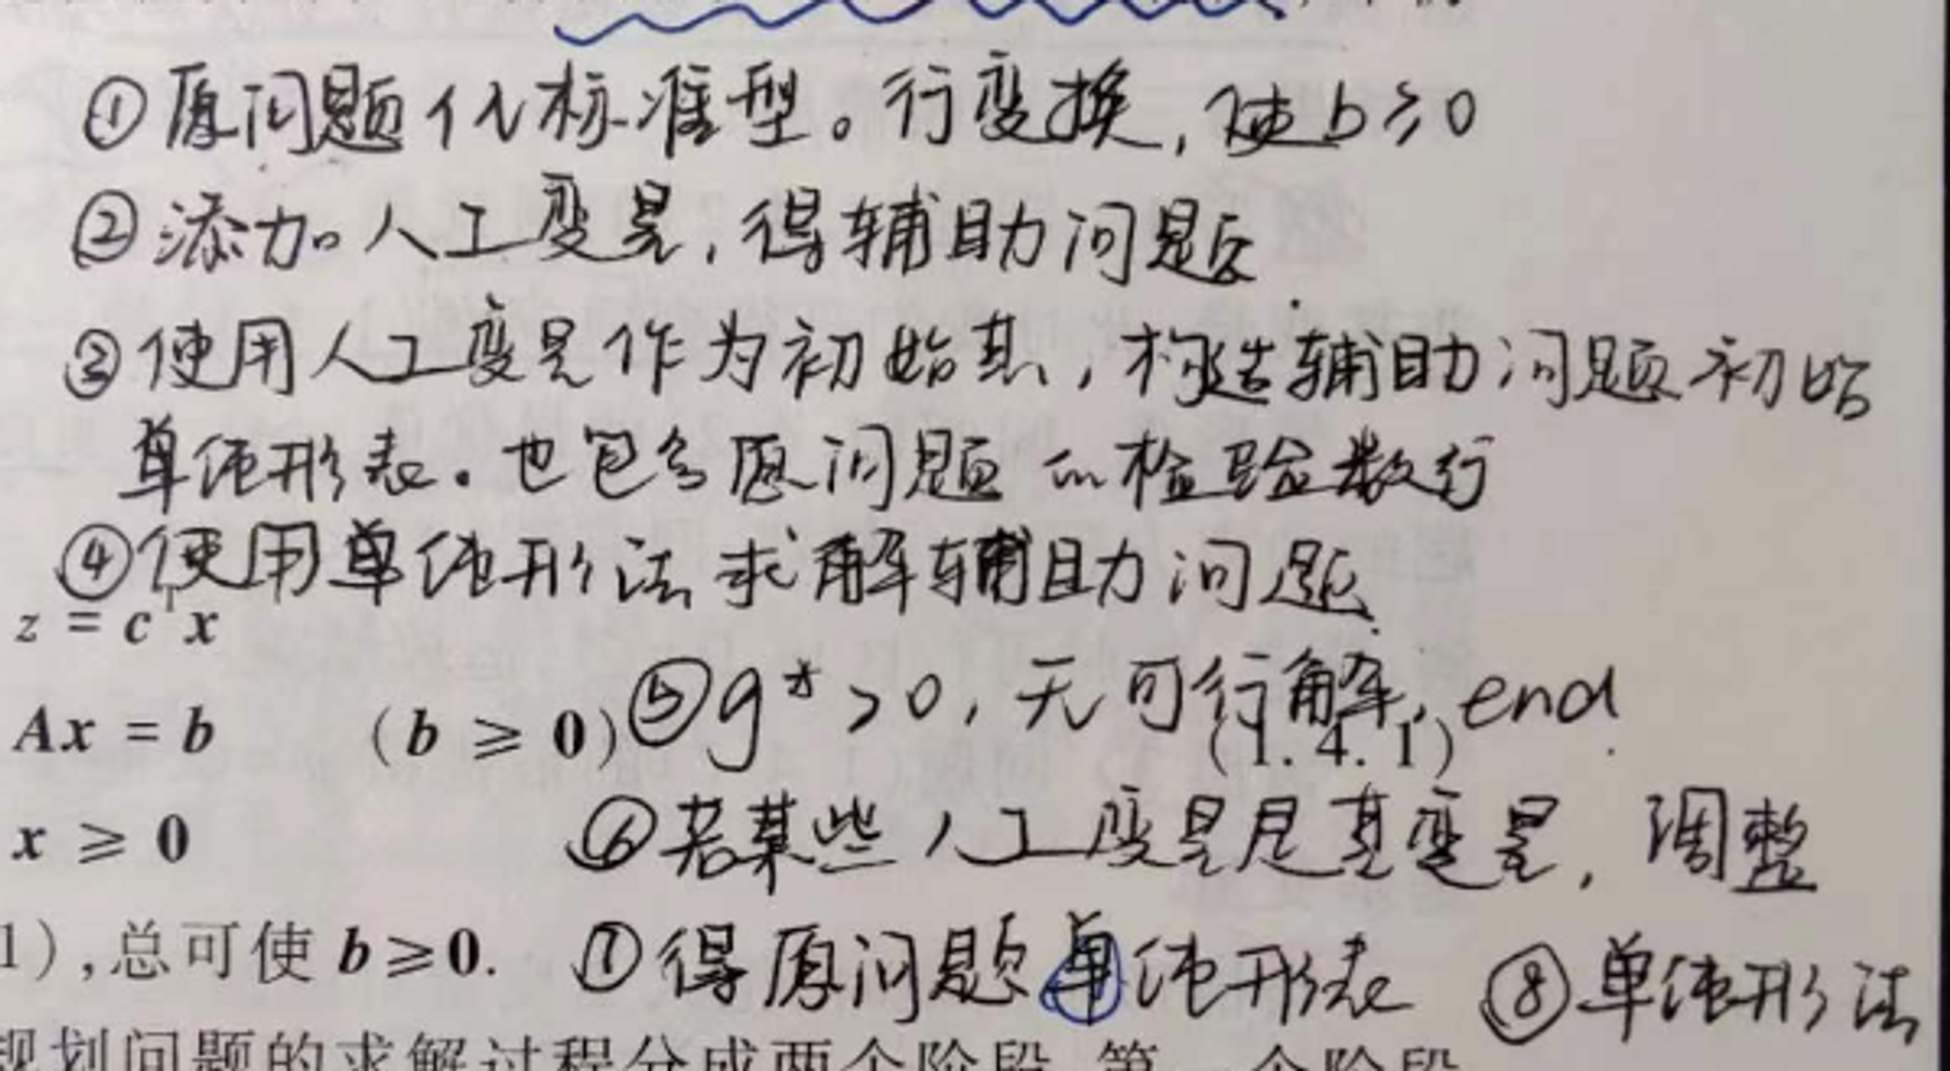 ①原问题化标准型。行变换，使b≥0
②添加人工变量，得辅助问题.
③使用人工变量作为初始基，构造辅助问题初始
单纯形表。也包含原问题的检验数行
④使用单纯形法求解辅助问题.
z = cᵀx
⑤g* >0，无可行解，end.
Ax = b (b ≥ 0) (1.4.1)
⑥若某些人工变量是基变量，调整
x ≥ 0
1),总可使 b≥0. ⑦得原问题单纯形表 ⑧单纯形法
规划问题的求解过程分成两个阶段 第一个阶段